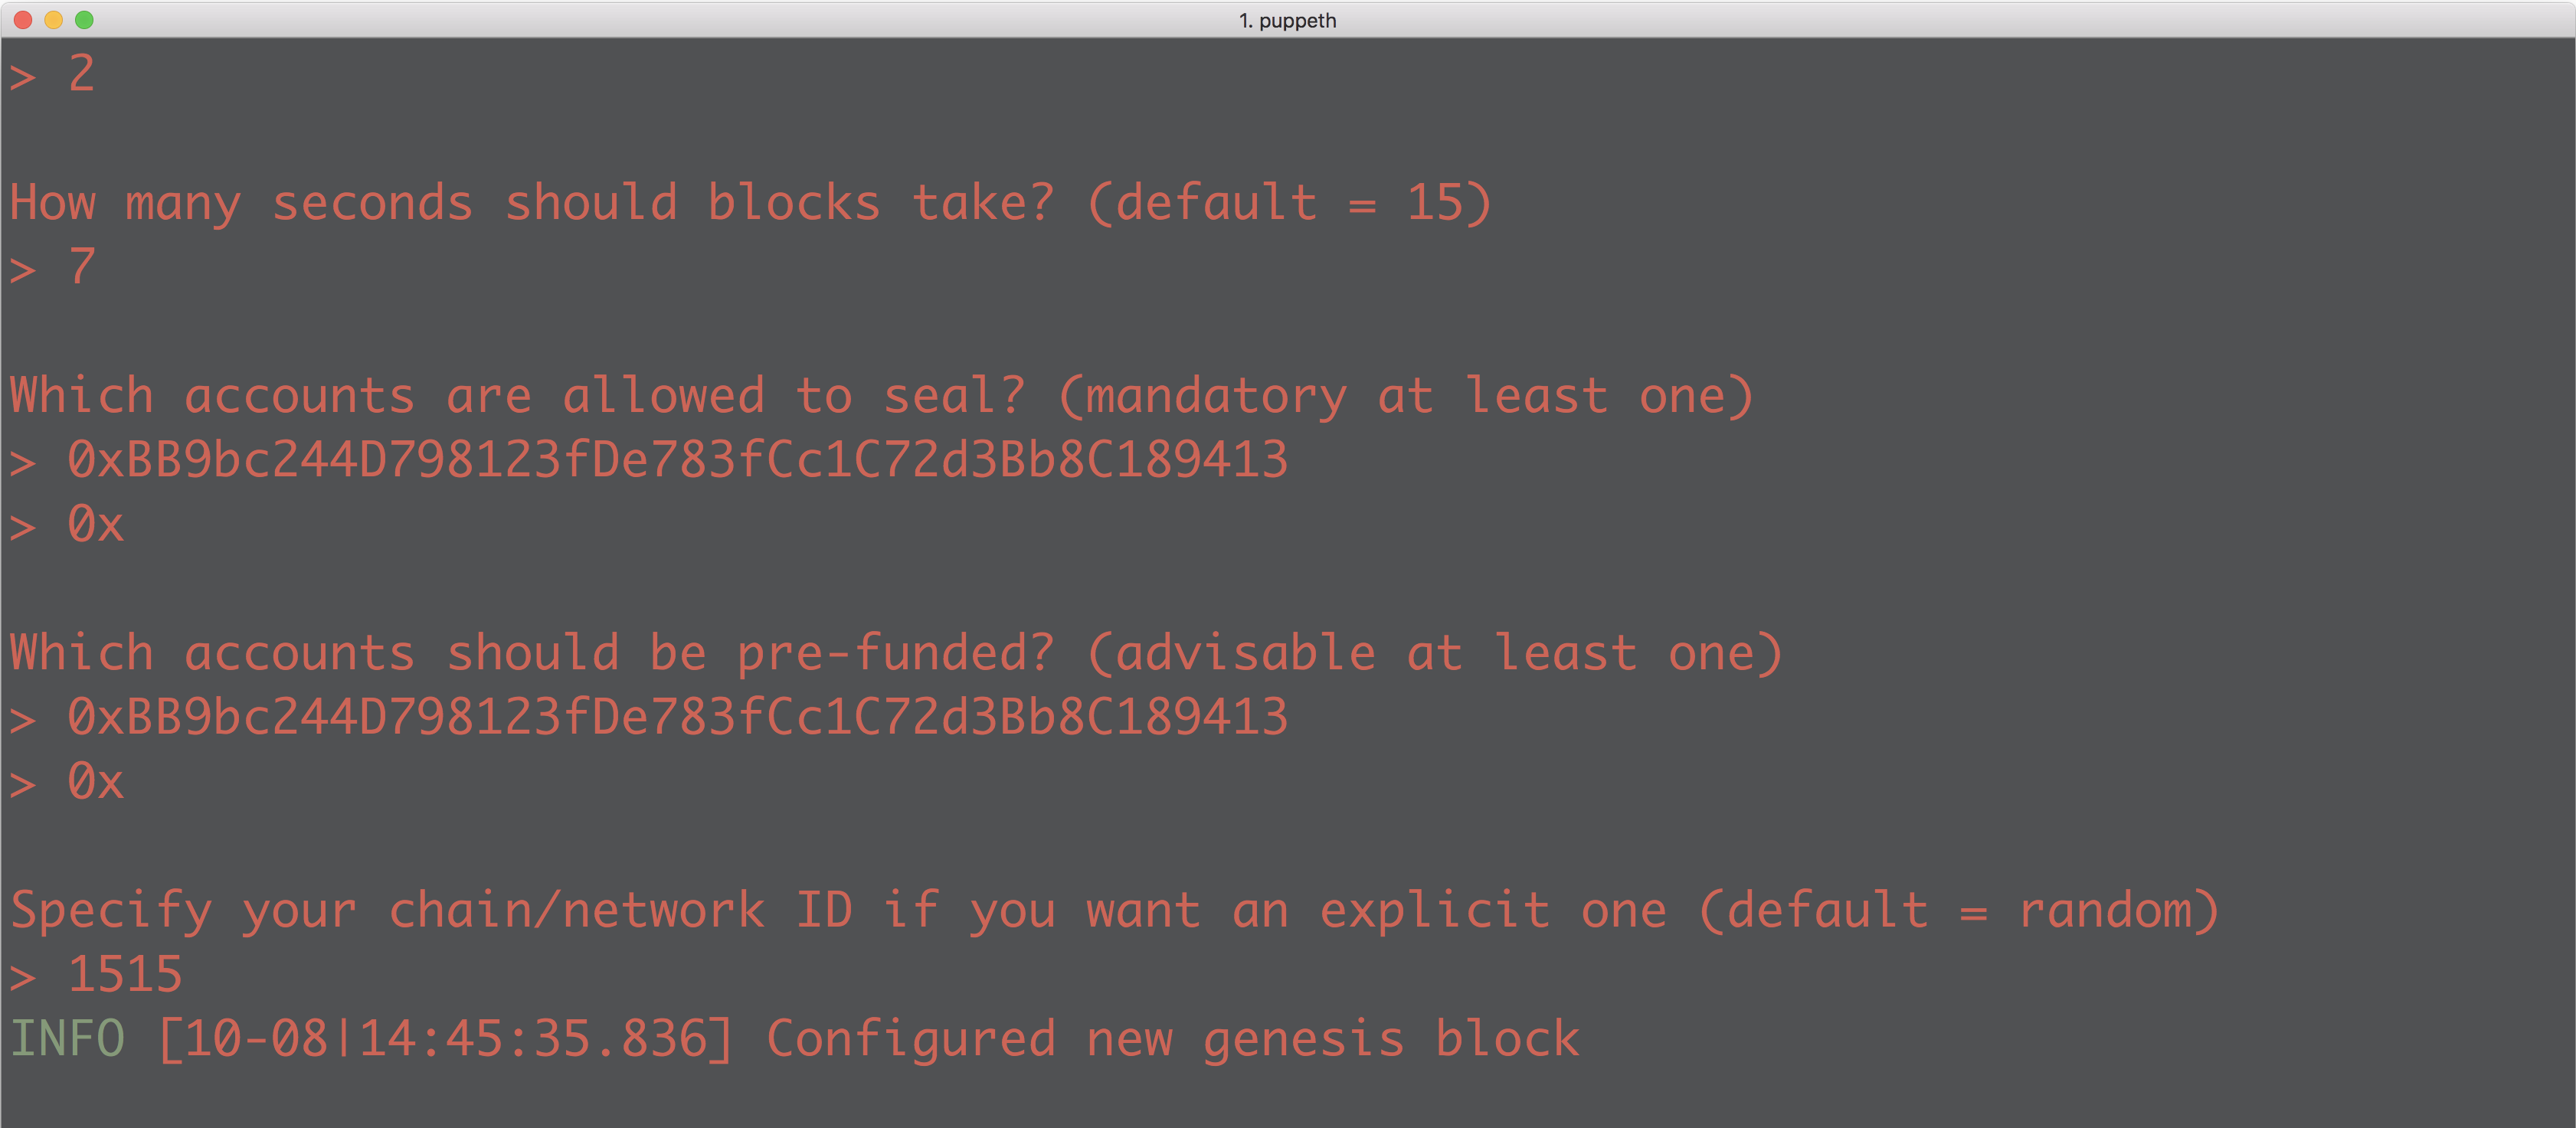 1. puppeth
> 2
How many seconds should blocks take? (default = 15)
> 7
Which accounts are allowed to seal? (mandatory at least one)
> 0xBB9bc244D798123fDe783fCc1C72d3Bb8C189413
> 0x
Which accounts should be pre-funded? (advisable at least one)
> 0xBB9bc244D798123fDe783fCc1C72d3Bb8C189413
> 0x
Specify your chain/network ID if you want an explicit one (default = random)
> 1515
INFO [10-08|14:45:35.836] Configured new genesis block